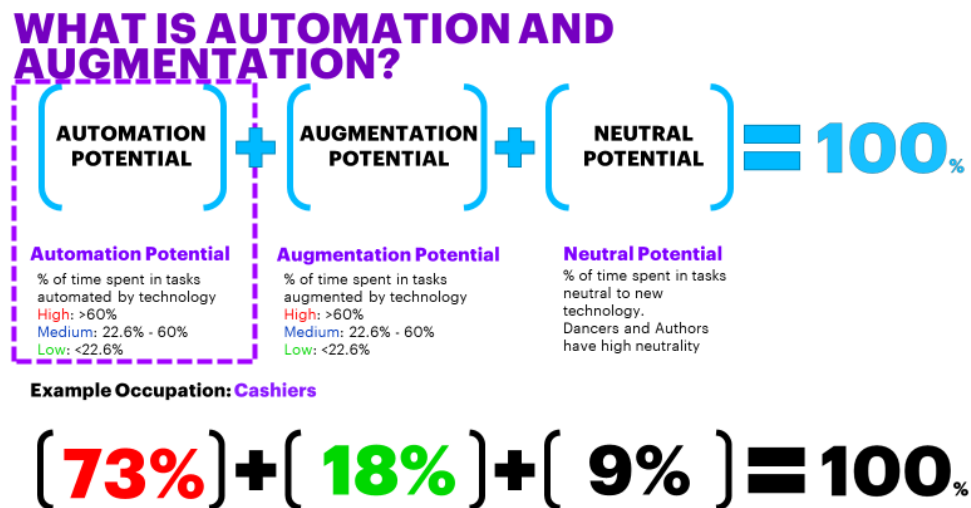 WHAT IS AUTOMATION AND
AUGMENTATION?
AUTOMATION
POTENTIAL
+
AUGMENTATION
POTENTIAL
+
NEUTRAL
POTENTIAL
= 100%
Automation Potential
% of time spent in tasks
automated by technology
High: >60%
Medium: 22.6% - 60%
Low: <22.6%
Augmentation Potential
% of time spent in tasks
augmented by technology
High: >60%
Medium: 22.6% - 60%
Low: <22.6%
Neutral Potential
% of time spent in tasks
neutral to new
technology.
Dancers and Authors
have high neutrality
Example Occupation: Cashiers
(73%) + (18%) + (9%) = 100%